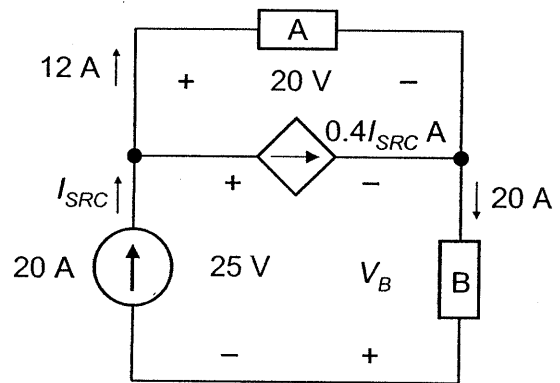 A
12 A
+ 20 V −
0.4I_SRC A
+ −
I_SRC
20 A
20 A
25 V
V_B
B
− +